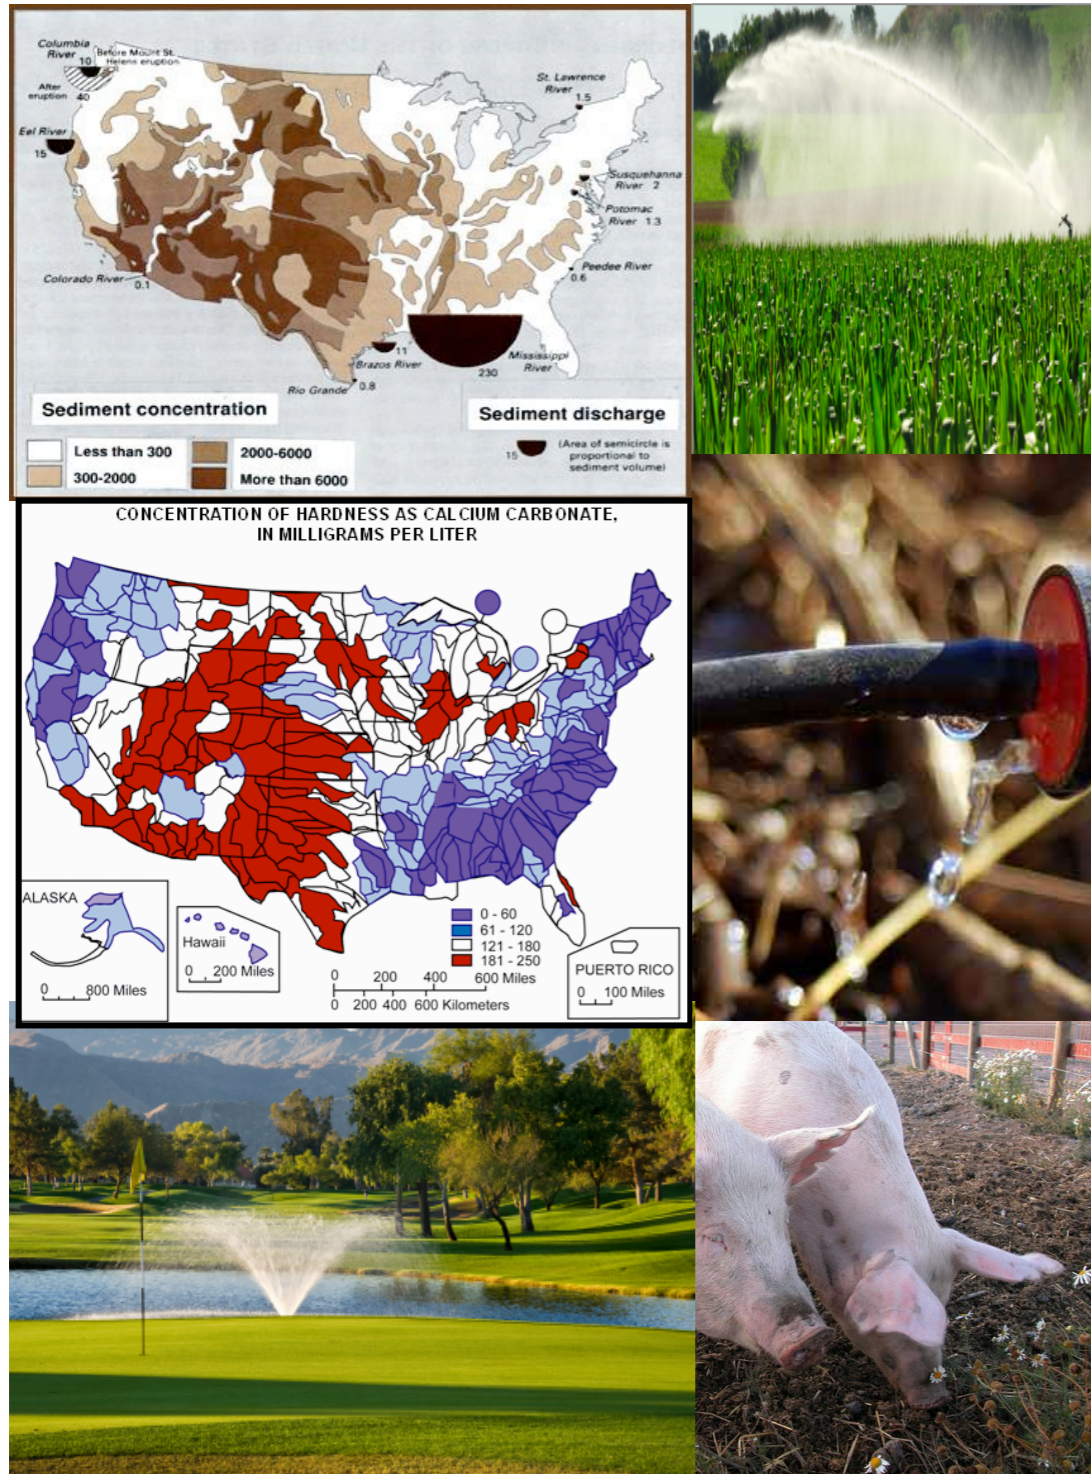 Columbia
River
10
Before Mount St.
Helens eruption
After
eruption
40
Eel River
15
St. Lawrence
River
1.5
Susquehanna
River 2
Potomac
River 1.3
Peedee River
0.6
Colorado River
0.1
11
Brazos River
Mississippi
River
230
Rio Grande
0.8
Sediment concentration
Less than 300
300-2000
2000-6000
More than 6000
Sediment discharge
15
(Area of semicircle is
proportional to
sediment volume)
CONCENTRATION OF HARDNESS AS CALCIUM CARBONATE,
IN MILLIGRAMS PER LITER
ALASKA
0 800 Miles
Hawaii
0 200 Miles
0 - 60
61 - 120
121 - 180
181 - 250
0 200 400 600 Miles
0 200 400 600 Kilometers
PUERTO RICO
0 100 Miles